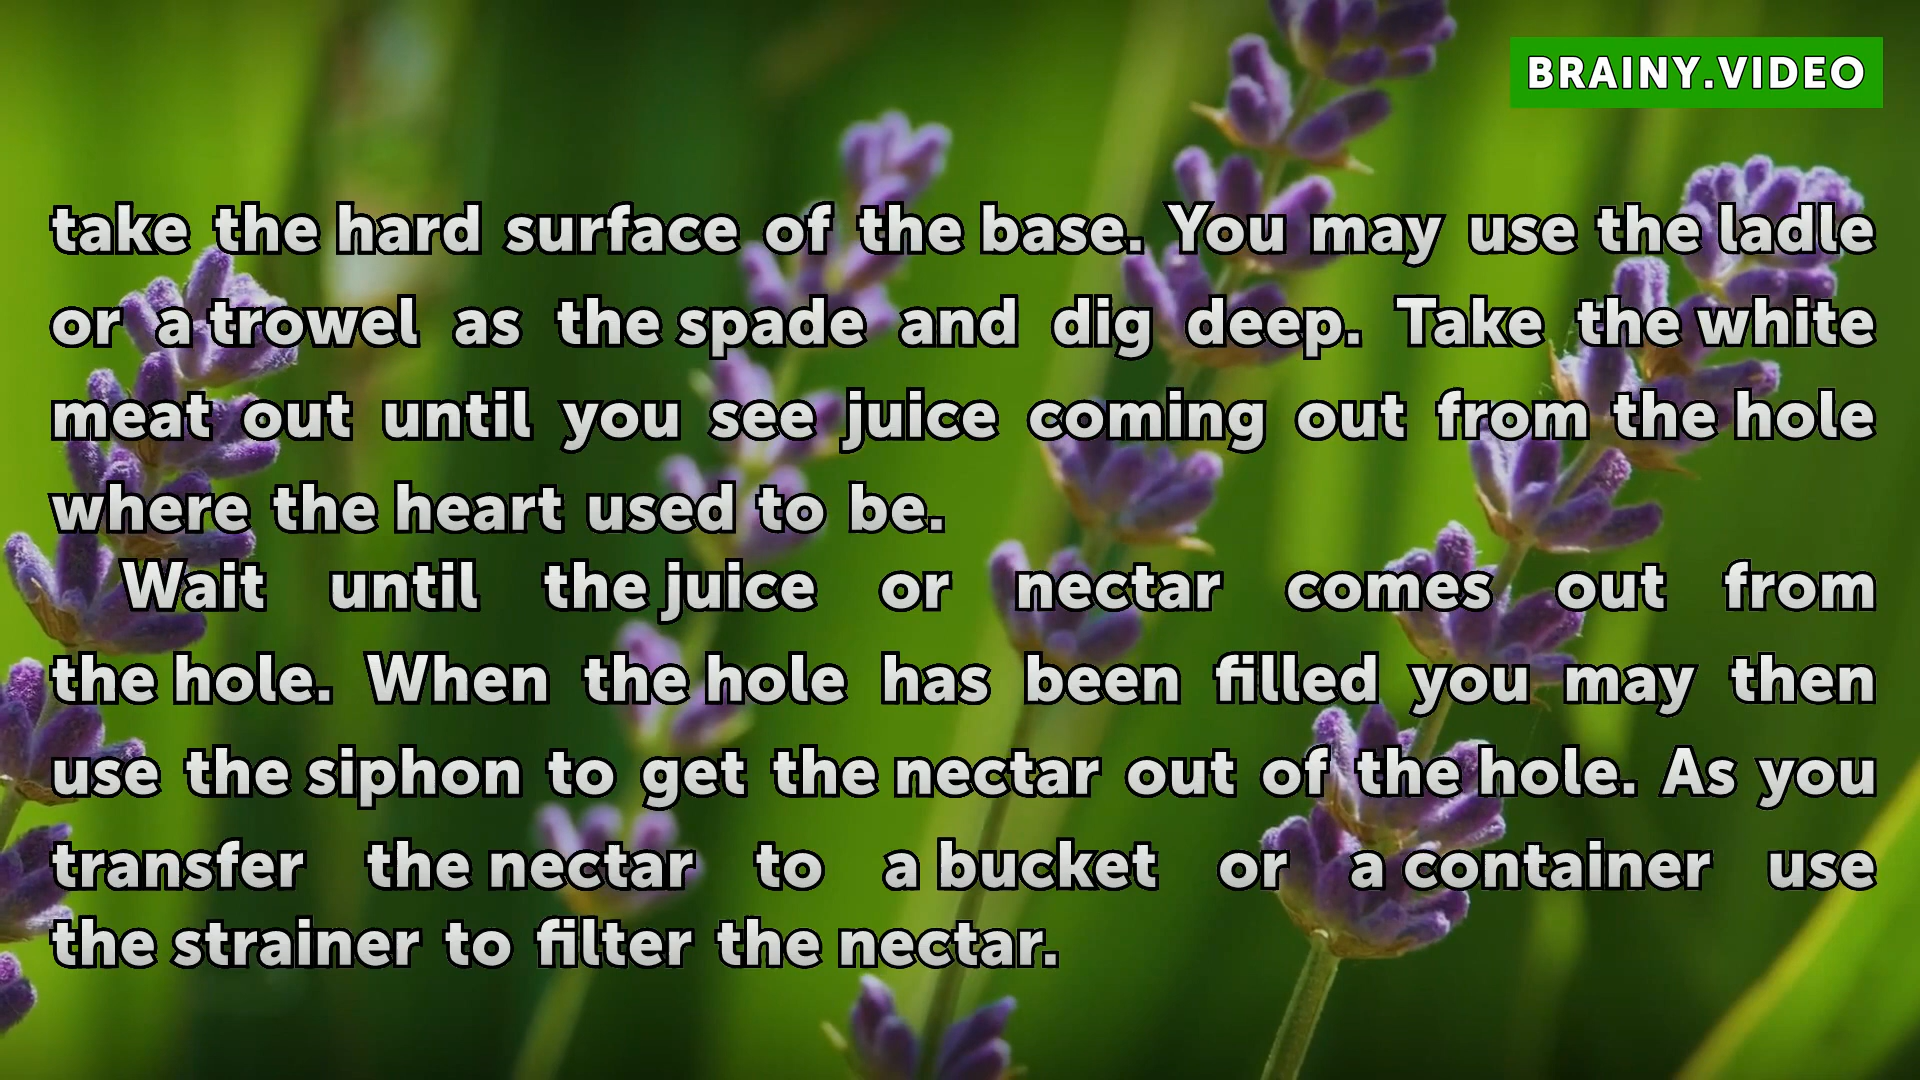 BRAINY.VIDEO
take the hard surface of the base. You may use the ladle
or a trowel as the spade and dig deep. Take the white
meat out until you see juice coming out from the hole
where the heart used to be.
Wait until the juice or nectar comes out from
the hole. When the hole has been filled you may then
use the siphon to get the nectar out of the hole. As you
transfer the nectar to a bucket or a container use
the strainer to filter the nectar.